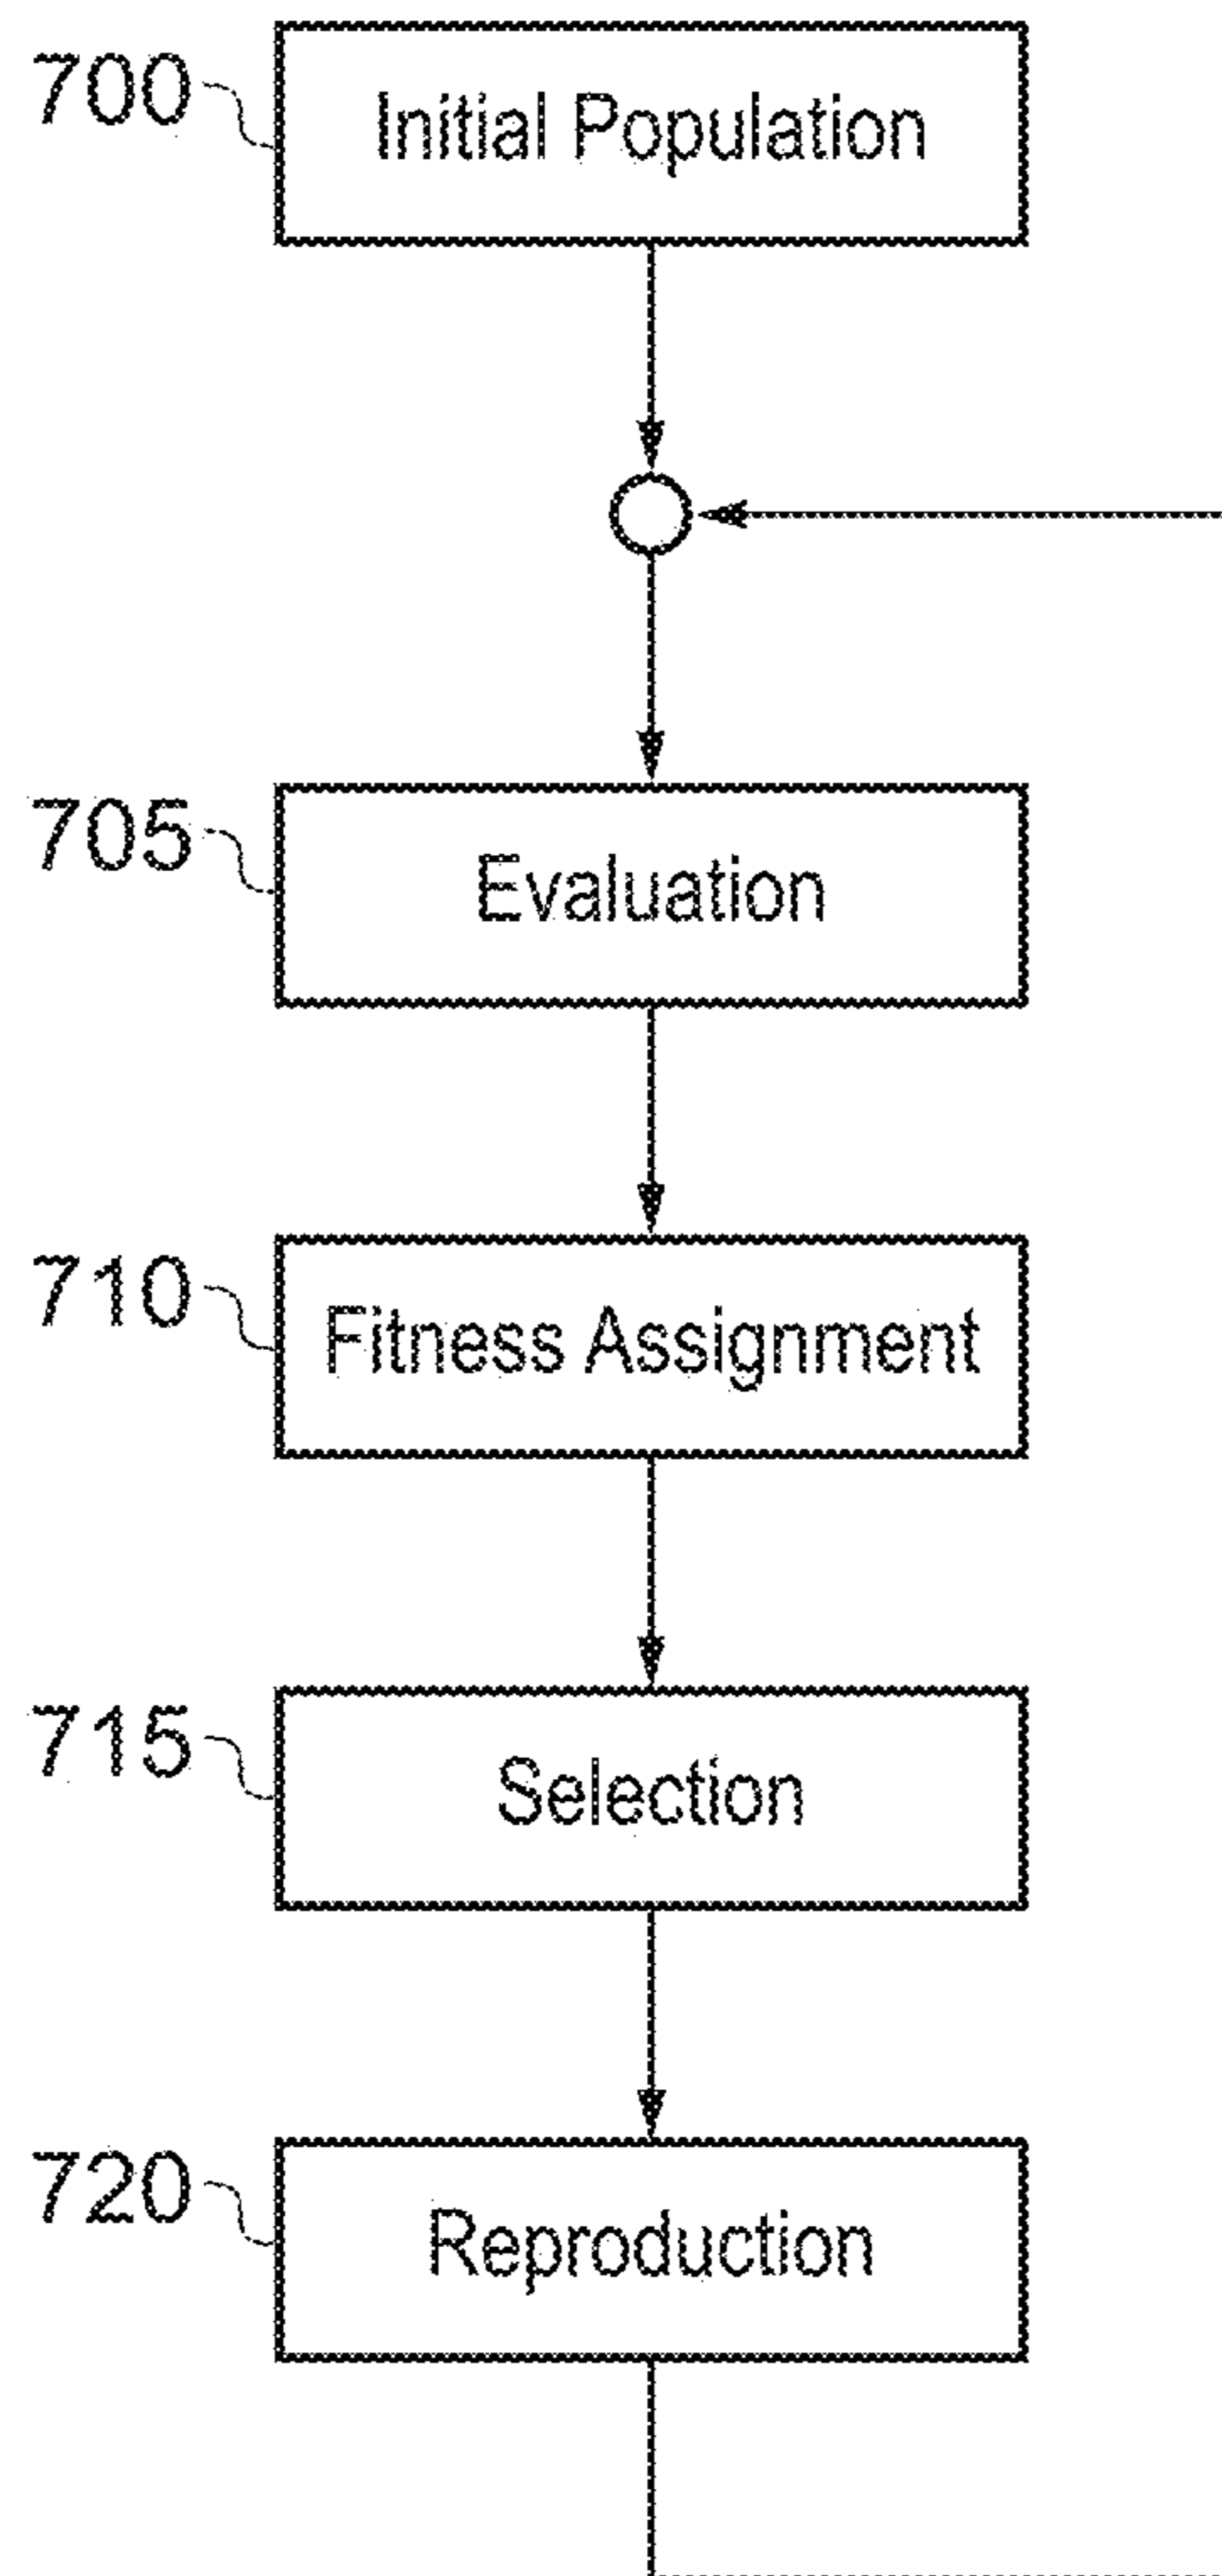 700
Initial Population
705
Evaluation
710
Fitness Assignment
715
Selection
720
Reproduction